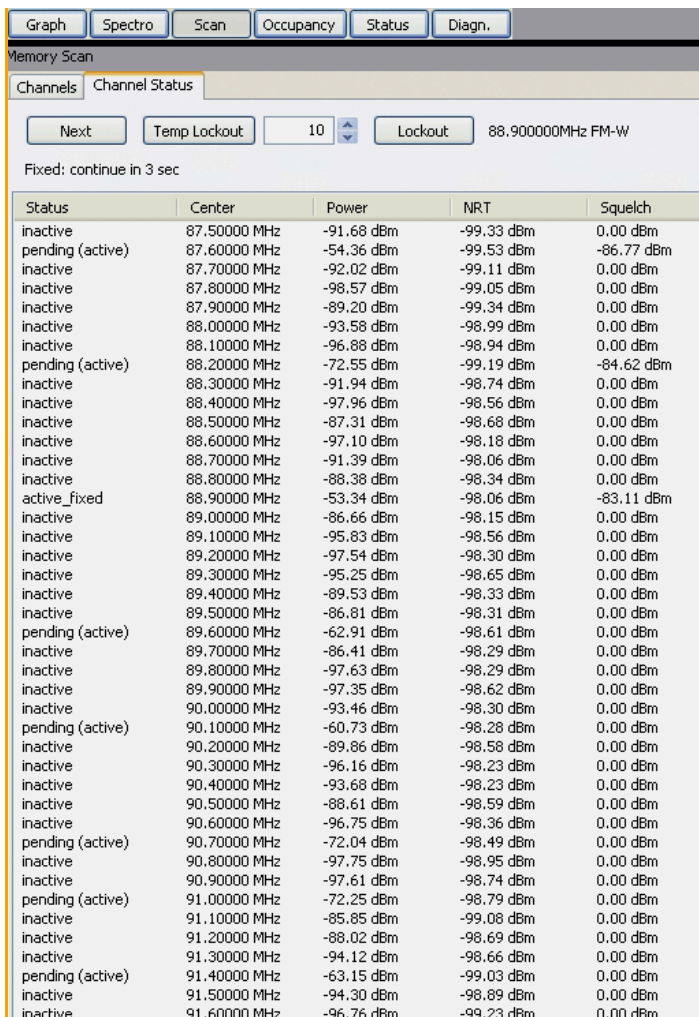 Graph Spectro Scan Occupancy Status Diagn.
Memory Scan
Channels Channel Status
Next Temp Lockout 10 Lockout 88.900000MHz FM-W
Fixed: continue in 3 sec
Status Center Power NRT Squelch
inactive 87.50000 MHz -91.68 dBm -99.33 dBm 0.00 dBm
pending (active) 87.60000 MHz -54.36 dBm -99.53 dBm -86.77 dBm
inactive 87.70000 MHz -92.02 dBm -99.11 dBm 0.00 dBm
inactive 87.80000 MHz -98.57 dBm -99.05 dBm 0.00 dBm
inactive 87.90000 MHz -89.20 dBm -99.34 dBm 0.00 dBm
inactive 88.00000 MHz -93.58 dBm -98.99 dBm 0.00 dBm
inactive 88.10000 MHz -96.88 dBm -98.94 dBm 0.00 dBm
pending (active) 88.20000 MHz -72.55 dBm -99.19 dBm -84.62 dBm
inactive 88.30000 MHz -91.94 dBm -98.74 dBm 0.00 dBm
inactive 88.40000 MHz -97.96 dBm -98.56 dBm 0.00 dBm
inactive 88.50000 MHz -87.31 dBm -98.68 dBm 0.00 dBm
inactive 88.60000 MHz -97.10 dBm -98.18 dBm 0.00 dBm
inactive 88.70000 MHz -91.39 dBm -98.06 dBm 0.00 dBm
inactive 88.80000 MHz -88.38 dBm -98.34 dBm 0.00 dBm
active_fixed 88.90000 MHz -53.34 dBm -98.06 dBm -83.11 dBm
inactive 89.00000 MHz -86.66 dBm -98.15 dBm 0.00 dBm
inactive 89.10000 MHz -95.83 dBm -98.56 dBm 0.00 dBm
inactive 89.20000 MHz -97.54 dBm -98.30 dBm 0.00 dBm
inactive 89.30000 MHz -95.25 dBm -98.65 dBm 0.00 dBm
inactive 89.40000 MHz -89.53 dBm -98.33 dBm 0.00 dBm
inactive 89.50000 MHz -86.81 dBm -98.31 dBm 0.00 dBm
pending (active) 89.60000 MHz -62.91 dBm -98.61 dBm 0.00 dBm
inactive 89.70000 MHz -86.41 dBm -98.29 dBm 0.00 dBm
inactive 89.80000 MHz -97.63 dBm -98.29 dBm 0.00 dBm
inactive 89.90000 MHz -97.35 dBm -98.62 dBm 0.00 dBm
inactive 90.00000 MHz -93.46 dBm -98.30 dBm 0.00 dBm
pending (active) 90.10000 MHz -60.73 dBm -98.28 dBm 0.00 dBm
inactive 90.20000 MHz -89.86 dBm -98.58 dBm 0.00 dBm
inactive 90.30000 MHz -96.16 dBm -98.23 dBm 0.00 dBm
inactive 90.40000 MHz -93.68 dBm -98.23 dBm 0.00 dBm
inactive 90.50000 MHz -88.61 dBm -98.59 dBm 0.00 dBm
inactive 90.60000 MHz -96.75 dBm -98.36 dBm 0.00 dBm
pending (active) 90.70000 MHz -72.04 dBm -98.49 dBm 0.00 dBm
inactive 90.80000 MHz -97.75 dBm -98.95 dBm 0.00 dBm
inactive 90.90000 MHz -97.61 dBm -98.74 dBm 0.00 dBm
pending (active) 91.00000 MHz -72.25 dBm -98.79 dBm 0.00 dBm
inactive 91.10000 MHz -85.85 dBm -99.08 dBm 0.00 dBm
inactive 91.20000 MHz -88.02 dBm -98.69 dBm 0.00 dBm
inactive 91.30000 MHz -94.12 dBm -98.66 dBm 0.00 dBm
pending (active) 91.40000 MHz -63.15 dBm -99.03 dBm 0.00 dBm
inactive 91.50000 MHz -94.30 dBm -98.89 dBm 0.00 dBm
inactive 91.60000 MHz -96.76 dBm -99.23 dBm 0.00 dBm